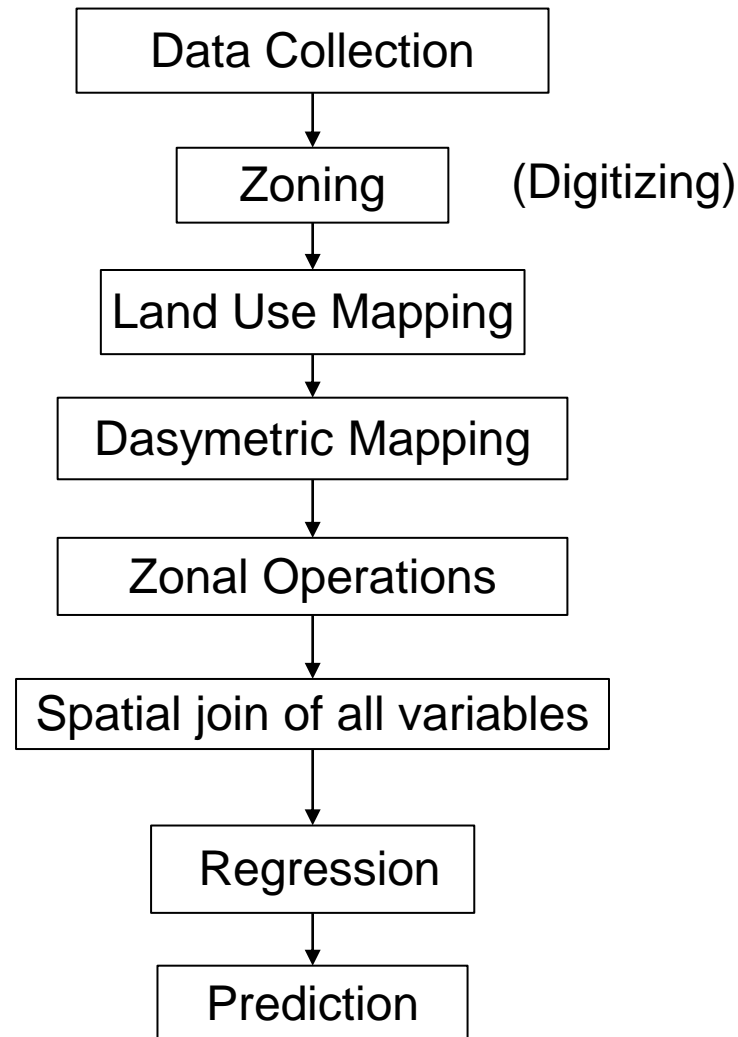 Data Collection
Zoning (Digitizing)
Land Use Mapping
Dasymetric Mapping
Zonal Operations
Spatial join of all variables
Regression
Prediction